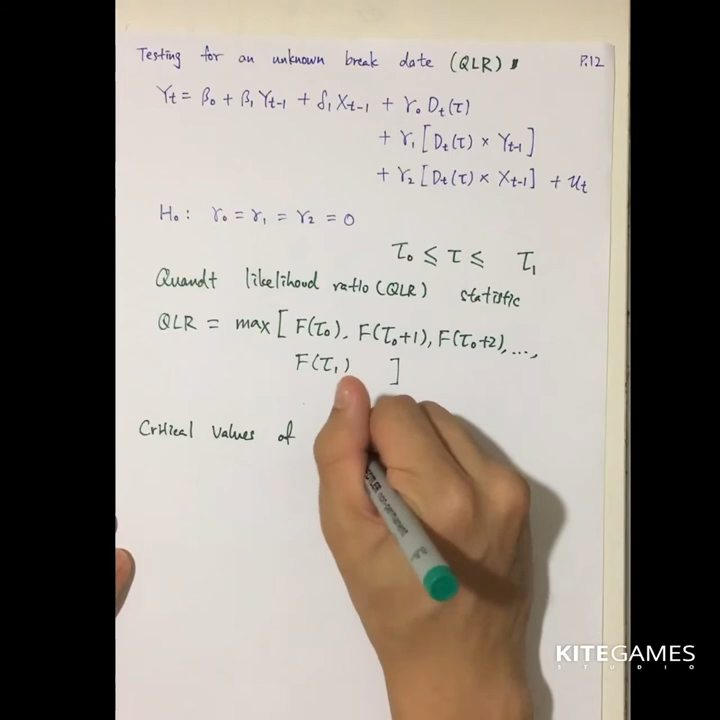 Testing for an unknown break date (QLR) P.12
Yt = β0 + β1 Yt-1 + δ1 Xt-1 + γ0 Dt(τ)
+ γ1 [Dt(τ) × Yt-1]
+ γ2 [Dt(τ) × Xt-1] + ut
H0: γ0 = γ1 = γ2 = 0
τ0 ≤ τ ≤ τ1
Quandt likelihood ratio (QLR) statistic
QLR = max [ F(τ0), F(τ0+1), F(τ0+2), ...,
F(τ1) ]
Critical values of
KITEGAMES
STUDIO